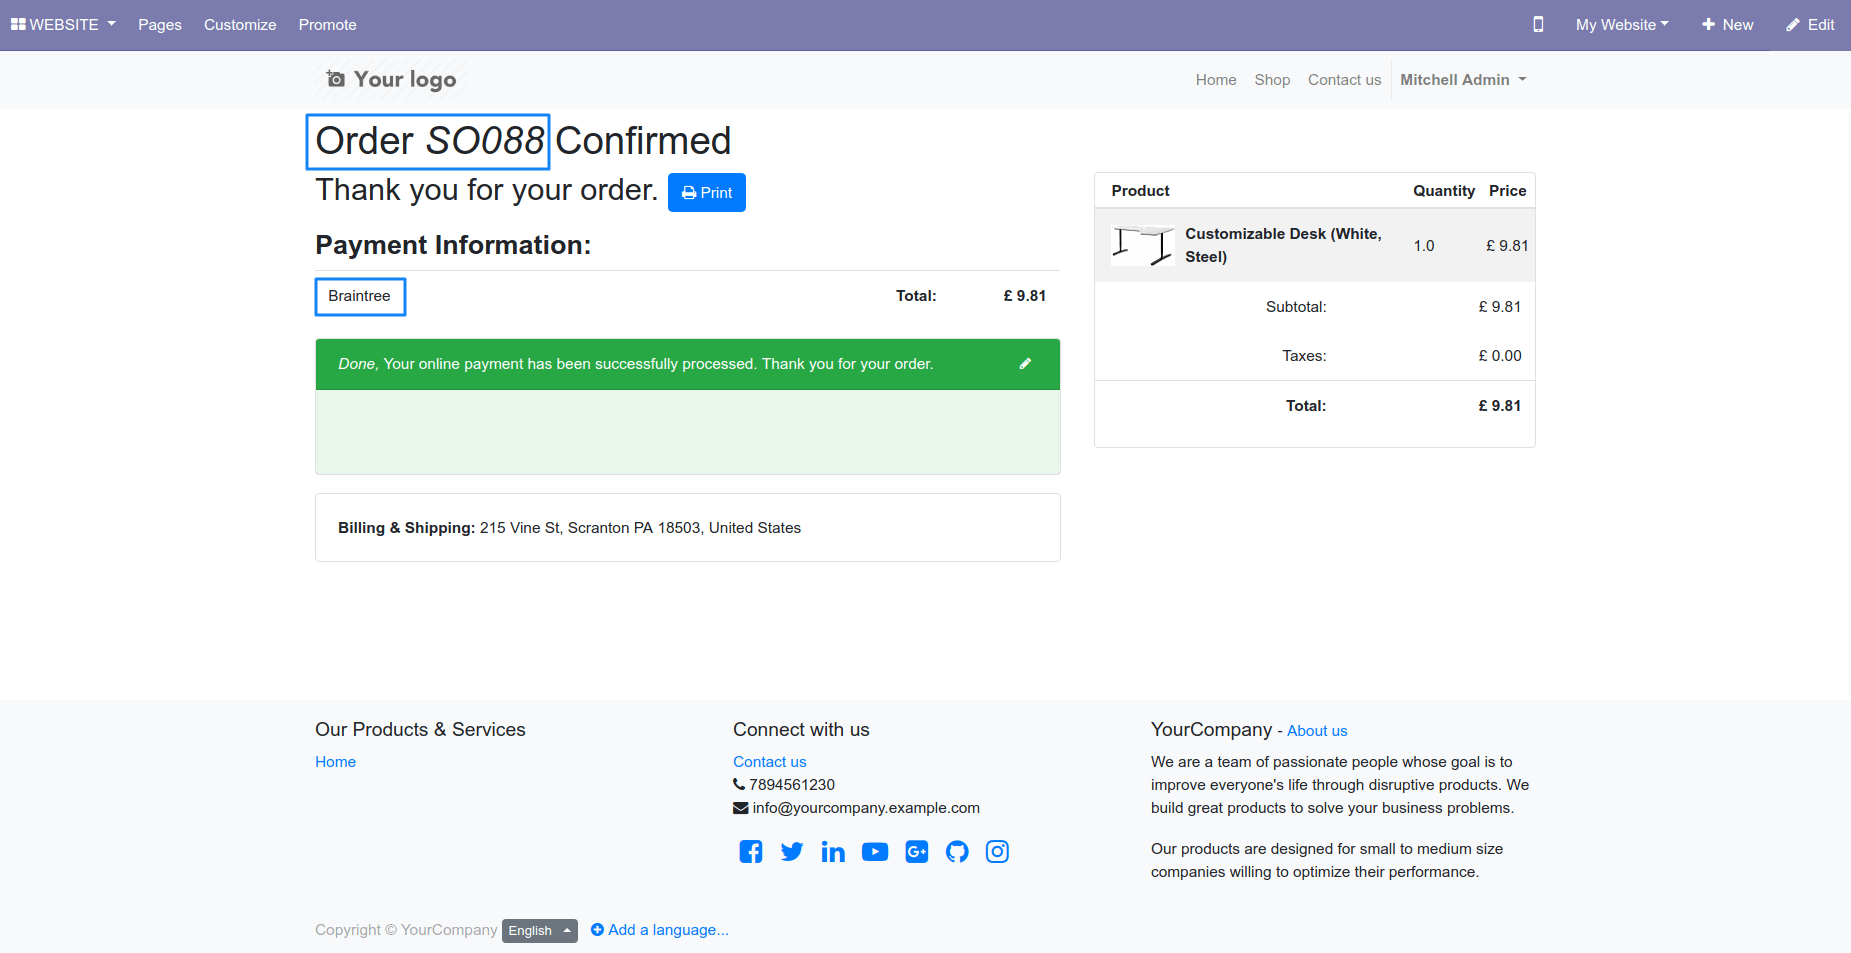 WEBSITE Pages Customize Promote My Website New Edit
Your logo Home Shop Contact us Mitchell Admin
Order SO088 Confirmed
Thank you for your order. Print
Payment Information:
Braintree Total: £ 9.81
Done, Your online payment has been successfully processed. Thank you for your order.
Billing & Shipping: 215 Vine St, Scranton PA 18503, United States
Product Quantity Price
Customizable Desk (White,
Steel) 1.0 £ 9.81
Subtotal: £ 9.81
Taxes: £ 0.00
Total: £ 9.81
Our Products & Services
Home
Connect with us
Contact us
7894561230
info@yourcompany.example.com
YourCompany - About us
We are a team of passionate people whose goal is to
improve everyone's life through disruptive products. We
build great products to solve your business problems.
Our products are designed for small to medium size
companies willing to optimize their performance.
Copyright © YourCompany English Add a language...